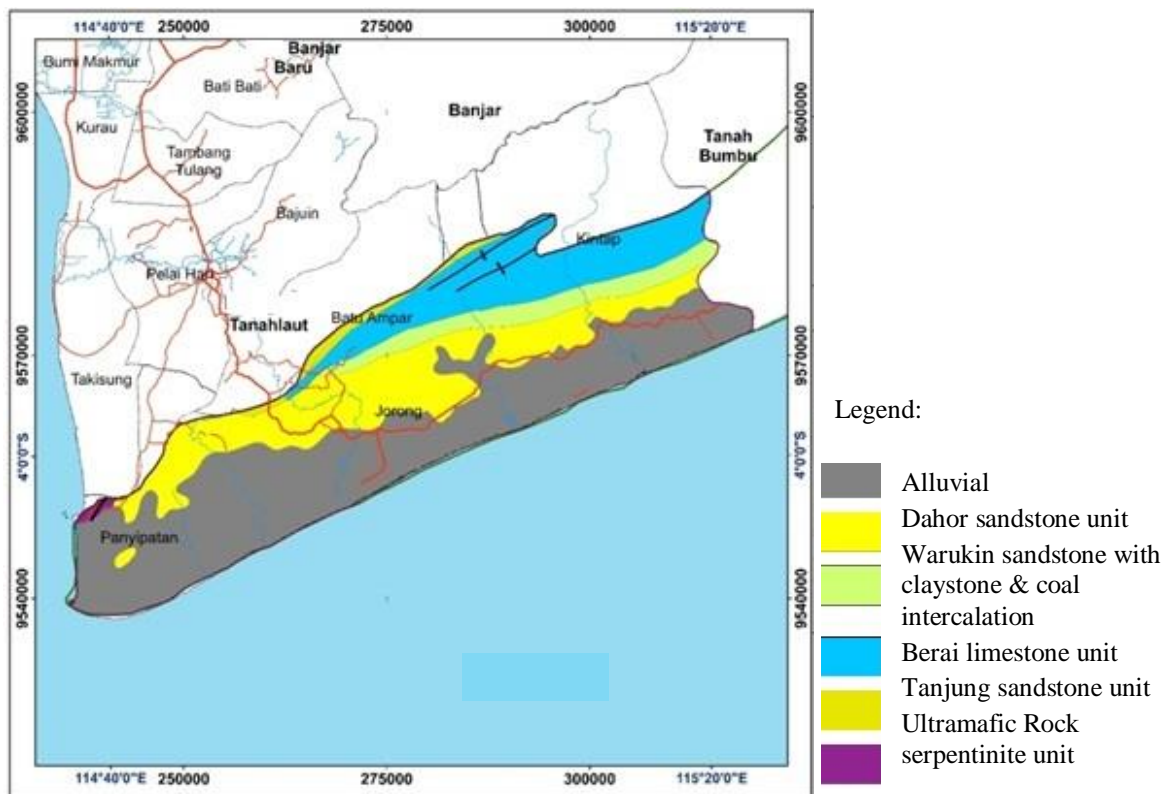 114°40'0"E 250000 275000 300000 115°20'0"E
Banjar
Baru
Bumi Makmur
Bati Bati
Banjar
9600000
9600000
Kurau
Tanah
Bumbu
Tambang
Tulang
Bajuin
Kintap
Pelai Hari
Tanahlaut
Batu Ampar
9570000
9570000
Takisung
Jorong
4°0'0"S
4°0'0"S
Panyipatan
9540000
9540000
114°40'0"E 250000 275000 300000 115°20'0"E
Legend:
Alluvial
Dahor sandstone unit
Warukin sandstone with
claystone & coal
intercalation
Berai limestone unit
Tanjung sandstone unit
Ultramafic Rock
serpentinite unit